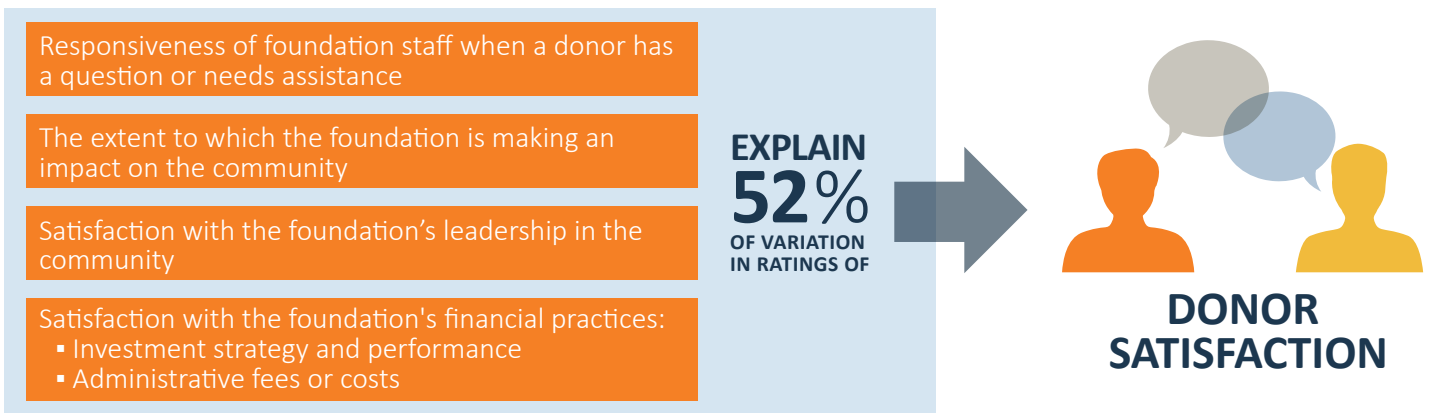 Responsiveness of foundation staff when a donor has
a question or needs assistance
The extent to which the foundation is making an
impact on the community
Satisfaction with the foundation’s leadership in the
community
Satisfaction with the foundation's financial practices:
▪ Investment strategy and performance
▪ Administrative fees or costs
EXPLAIN
52%
OF VARIATION
IN RATINGS OF
DONOR
SATISFACTION